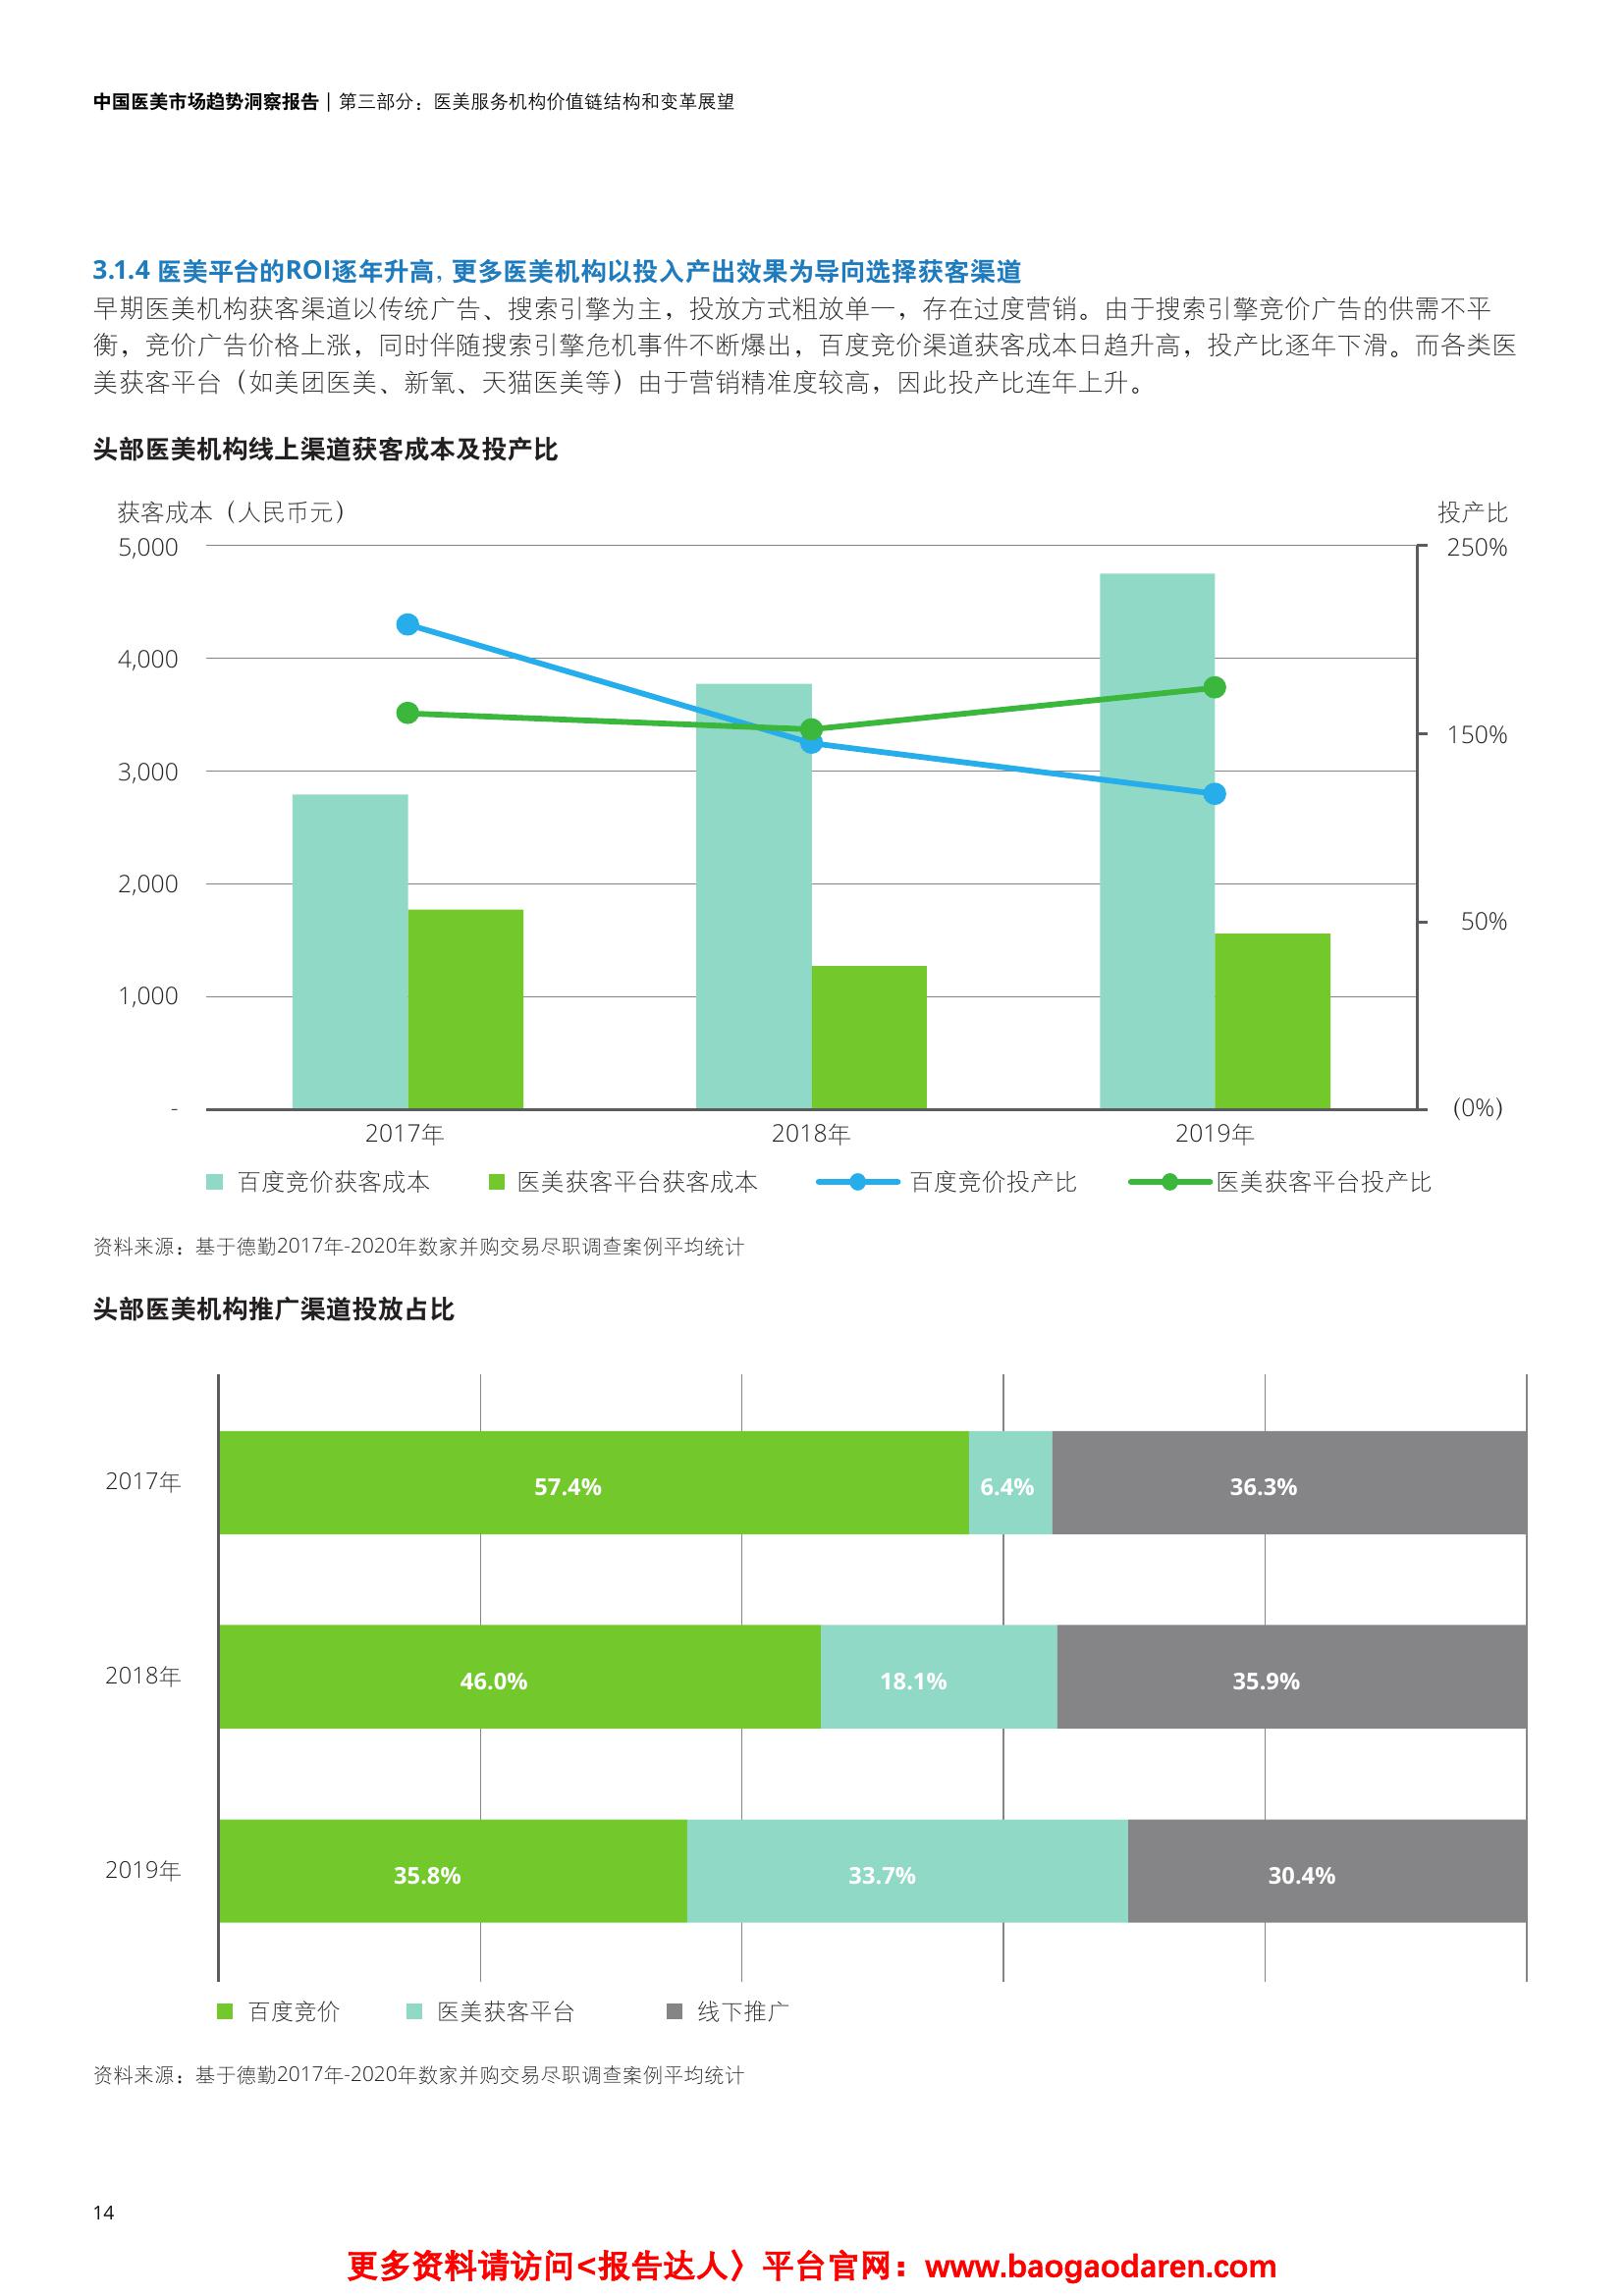 中国医美市场趋势洞察报告 | 第三部分：医美服务机构价值链结构和变革展望
3.1.4 医美平台的ROI逐年升高，更多医美机构以投入产出效果为导向选择获客渠道
早期医美机构获客渠道以传统广告、搜索引擎为主，投放方式粗放单一，存在过度营销。由于搜索引擎竞价广告的供需不平
衡，竞价广告价格上涨，同时伴随搜索引擎危机事件不断爆出，百度竞价渠道获客成本日趋升高，投产比逐年下滑。而各类医
美获客平台（如美团医美、新氧、天猫医美等）由于营销精准度较高，因此投产比连年上升。
头部医美机构线上渠道获客成本及投产比
获客成本（人民币元） 投产比
5,000 250%
4,000
150%
3,000
2,000
50%
1,000
- (0%)
2017年 2018年 2019年
百度竞价获客成本 医美获客平台获客成本 百度竞价投产比 医美获客平台投产比
资料来源：基于德勤2017年-2020年数家并购交易尽职调查案例平均统计
头部医美机构推广渠道投放占比
2017年 57.4% 6.4% 36.3%
2018年 46.0% 18.1% 35.9%
2019年 35.8% 33.7% 30.4%
百度竞价 医美获客平台 线下推广
资料来源：基于德勤2017年-2020年数家并购交易尽职调查案例平均统计
14
更多资料请访问<报告达人〉平台官网：www.baogaodaren.com